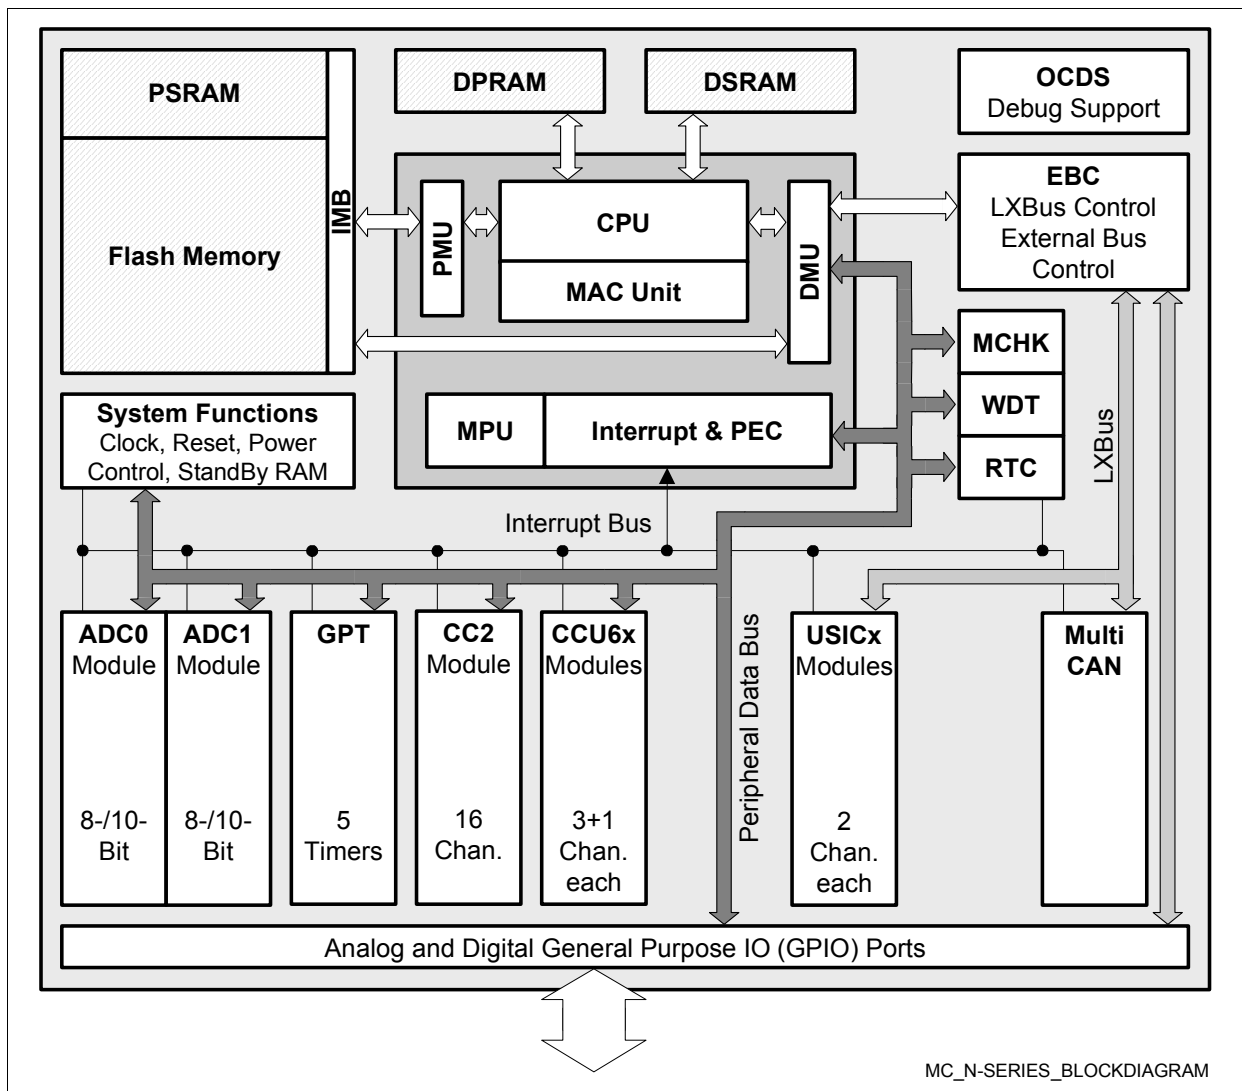 PSRAM
DPRAM
DSRAM
OCDS
Debug Support
Flash Memory
IMB
PMU
CPU
MAC Unit
DMU
EBC
LXBus Control
External Bus
Control
MCHK
WDT
RTC
LXBus
System Functions
Clock, Reset, Power
Control, StandBy RAM
MPU
Interrupt & PEC
Interrupt Bus
ADC0
Module
8-/10-
Bit
ADC1
Module
8-/10-
Bit
GPT
5
Timers
CC2
Module
16
Chan.
CCU6x
Modules
3+1
Chan.
each
Peripheral Data Bus
USICx
Modules
2
Chan.
each
Multi
CAN
Analog and Digital General Purpose IO (GPIO) Ports
MC_N-SERIES_BLOCKDIAGRAM